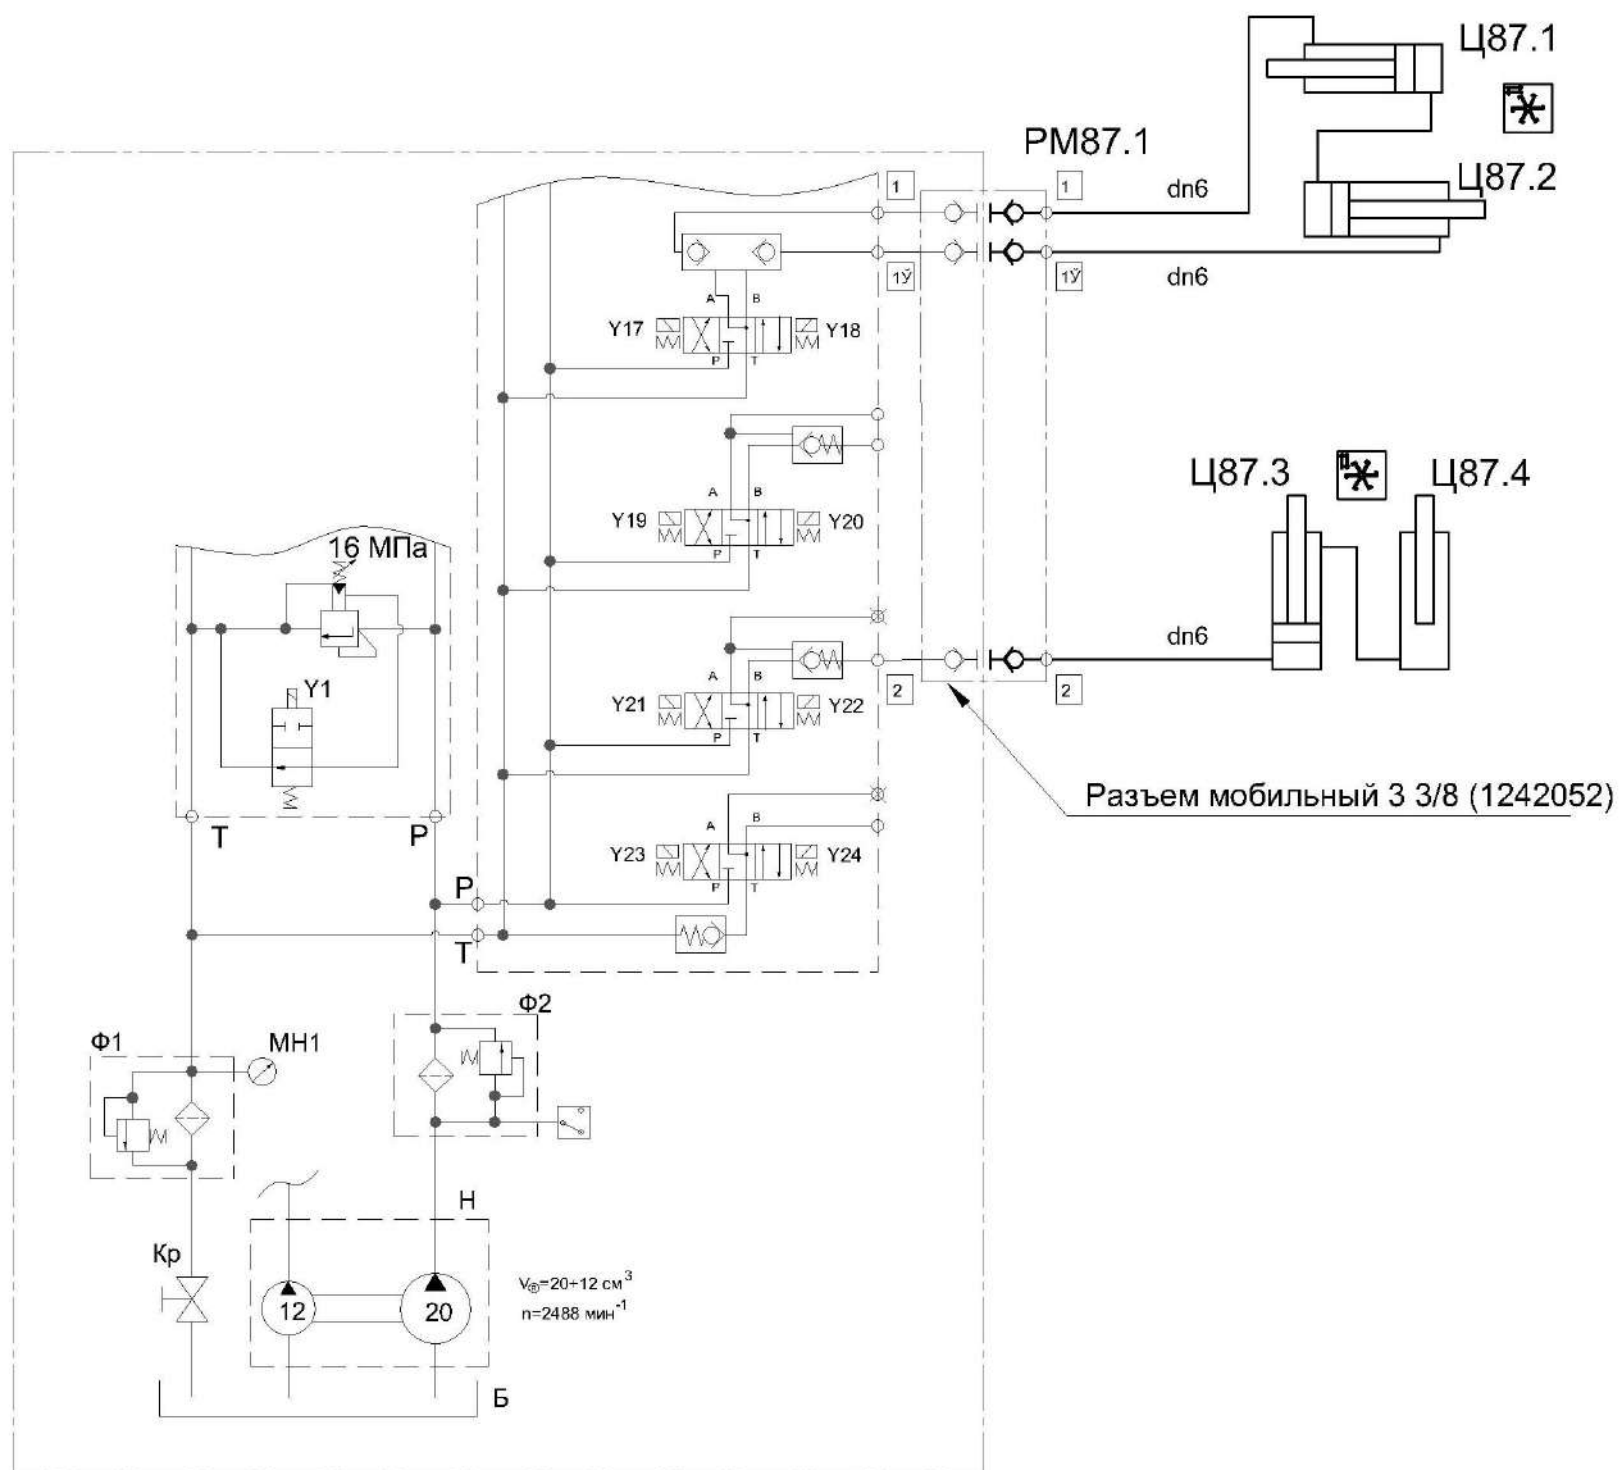 Ц87.1
РМ87.1
1
1
dn6
Ц87.2
1Ў
1Ў
dn6
A B
Y17
Y18
P T
Ц87.3
Ц87.4
A B
Y19
Y20
P T
16 МПа
dn6
A B
2
2
Y1
Y21
Y22
P T
Разъем мобильный 3 3/8 (1242052)
A B
T
P
Y23
Y24
P T
P
T
Ф2
Ф1
МН1
Н
Кр
12
20
V®=20+12 см³
n=2488 мин⁻¹
Б